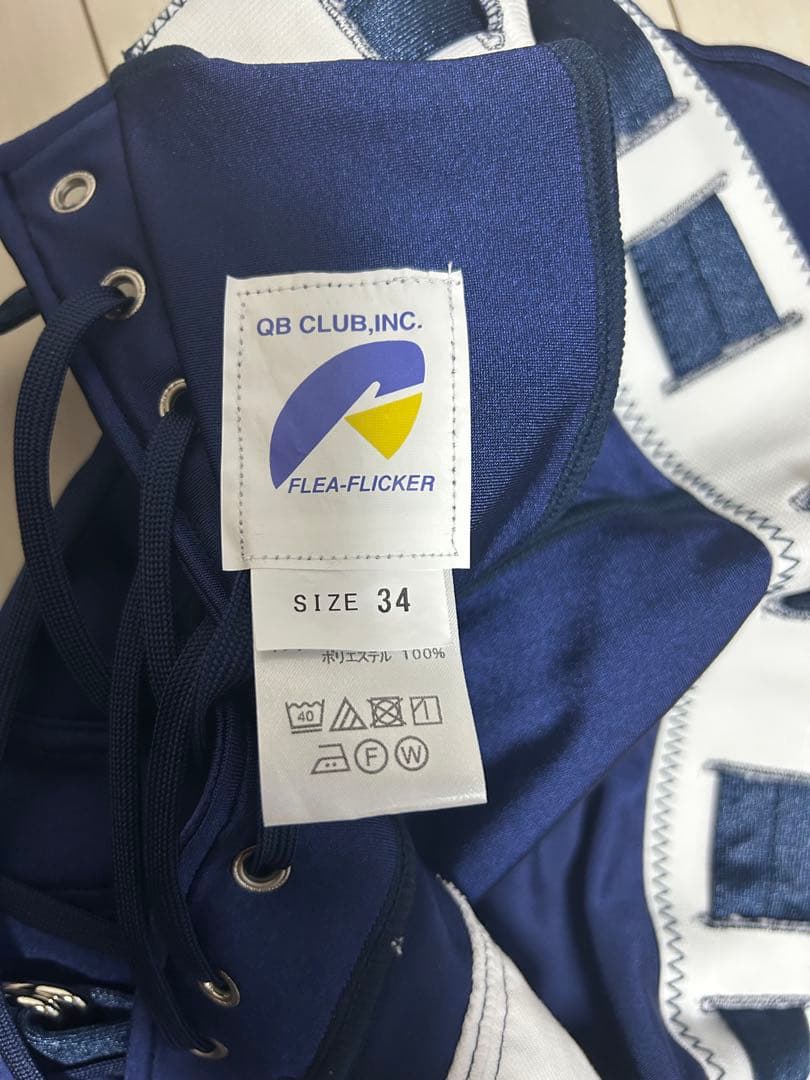 QB CLUB,INC.
FLEA-FLICKER
SIZE 34
ポリエステル 100%
40
F W